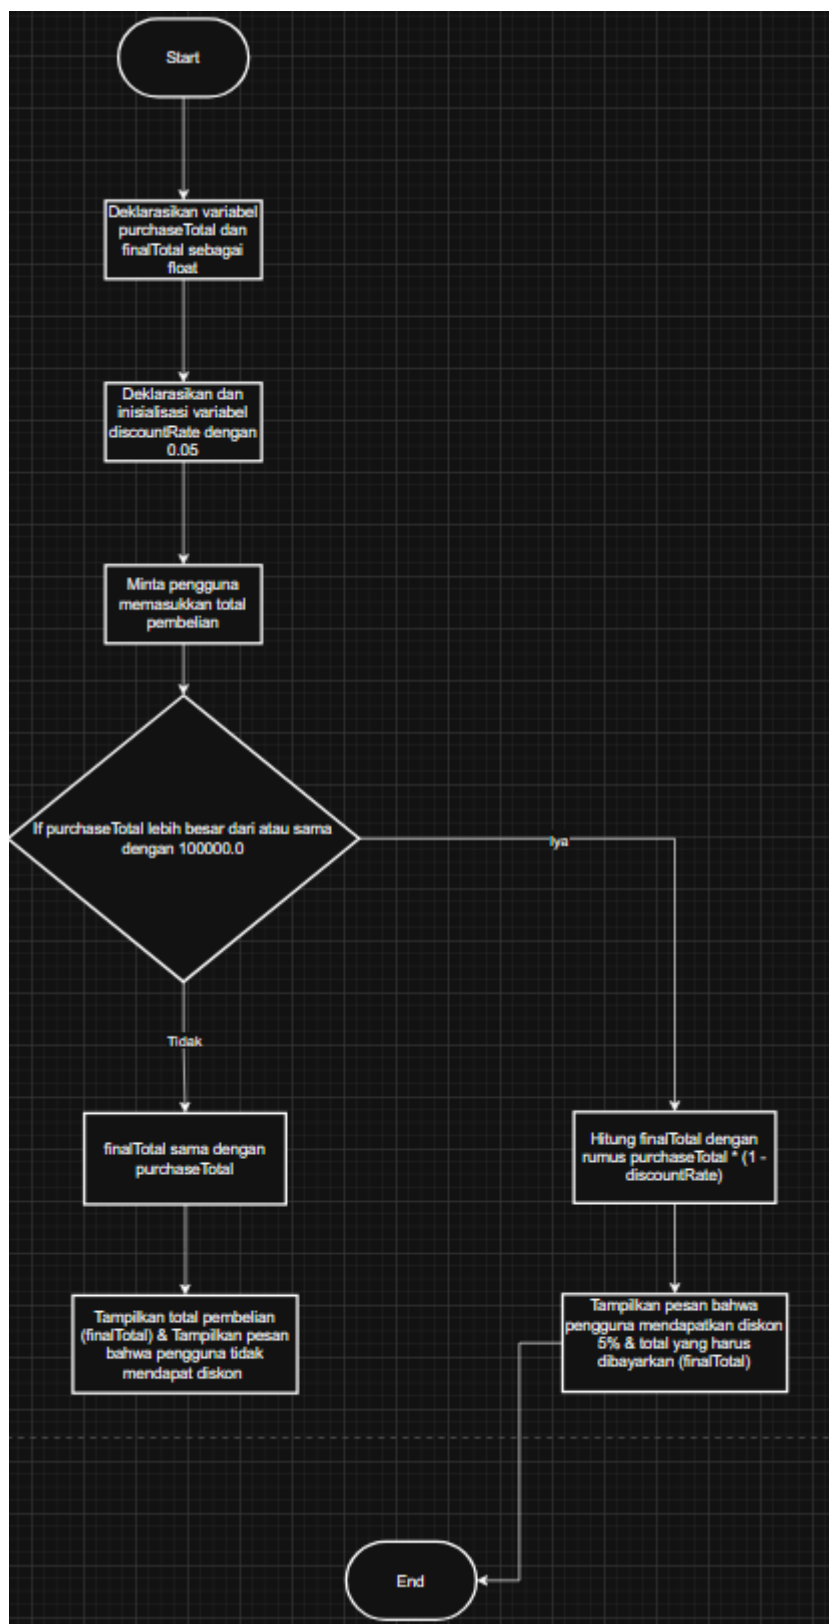 Start
Deklarasikan variabel
purchaseTotal dan
finalTotal sebagai
float
Deklarasikan dan
inisialisasi variabel
discountRate dengan
0.05
Minta pengguna
memasukkan total
pembelian
If purchaseTotal lebih besar dari atau sama
dengan 100000.0
Iya
Tidak
finalTotal sama dengan
purchaseTotal
Hitung finalTotal dengan
rumus purchaseTotal * (1 -
discountRate)
Tampilkan total pembelian
(finalTotal) & Tampilkan pesan
bahwa pengguna tidak
mendapat diskon
Tampilkan pesan bahwa
pengguna mendapatkan diskon
5% & total yang harus
dibayarkan (finalTotal)
End